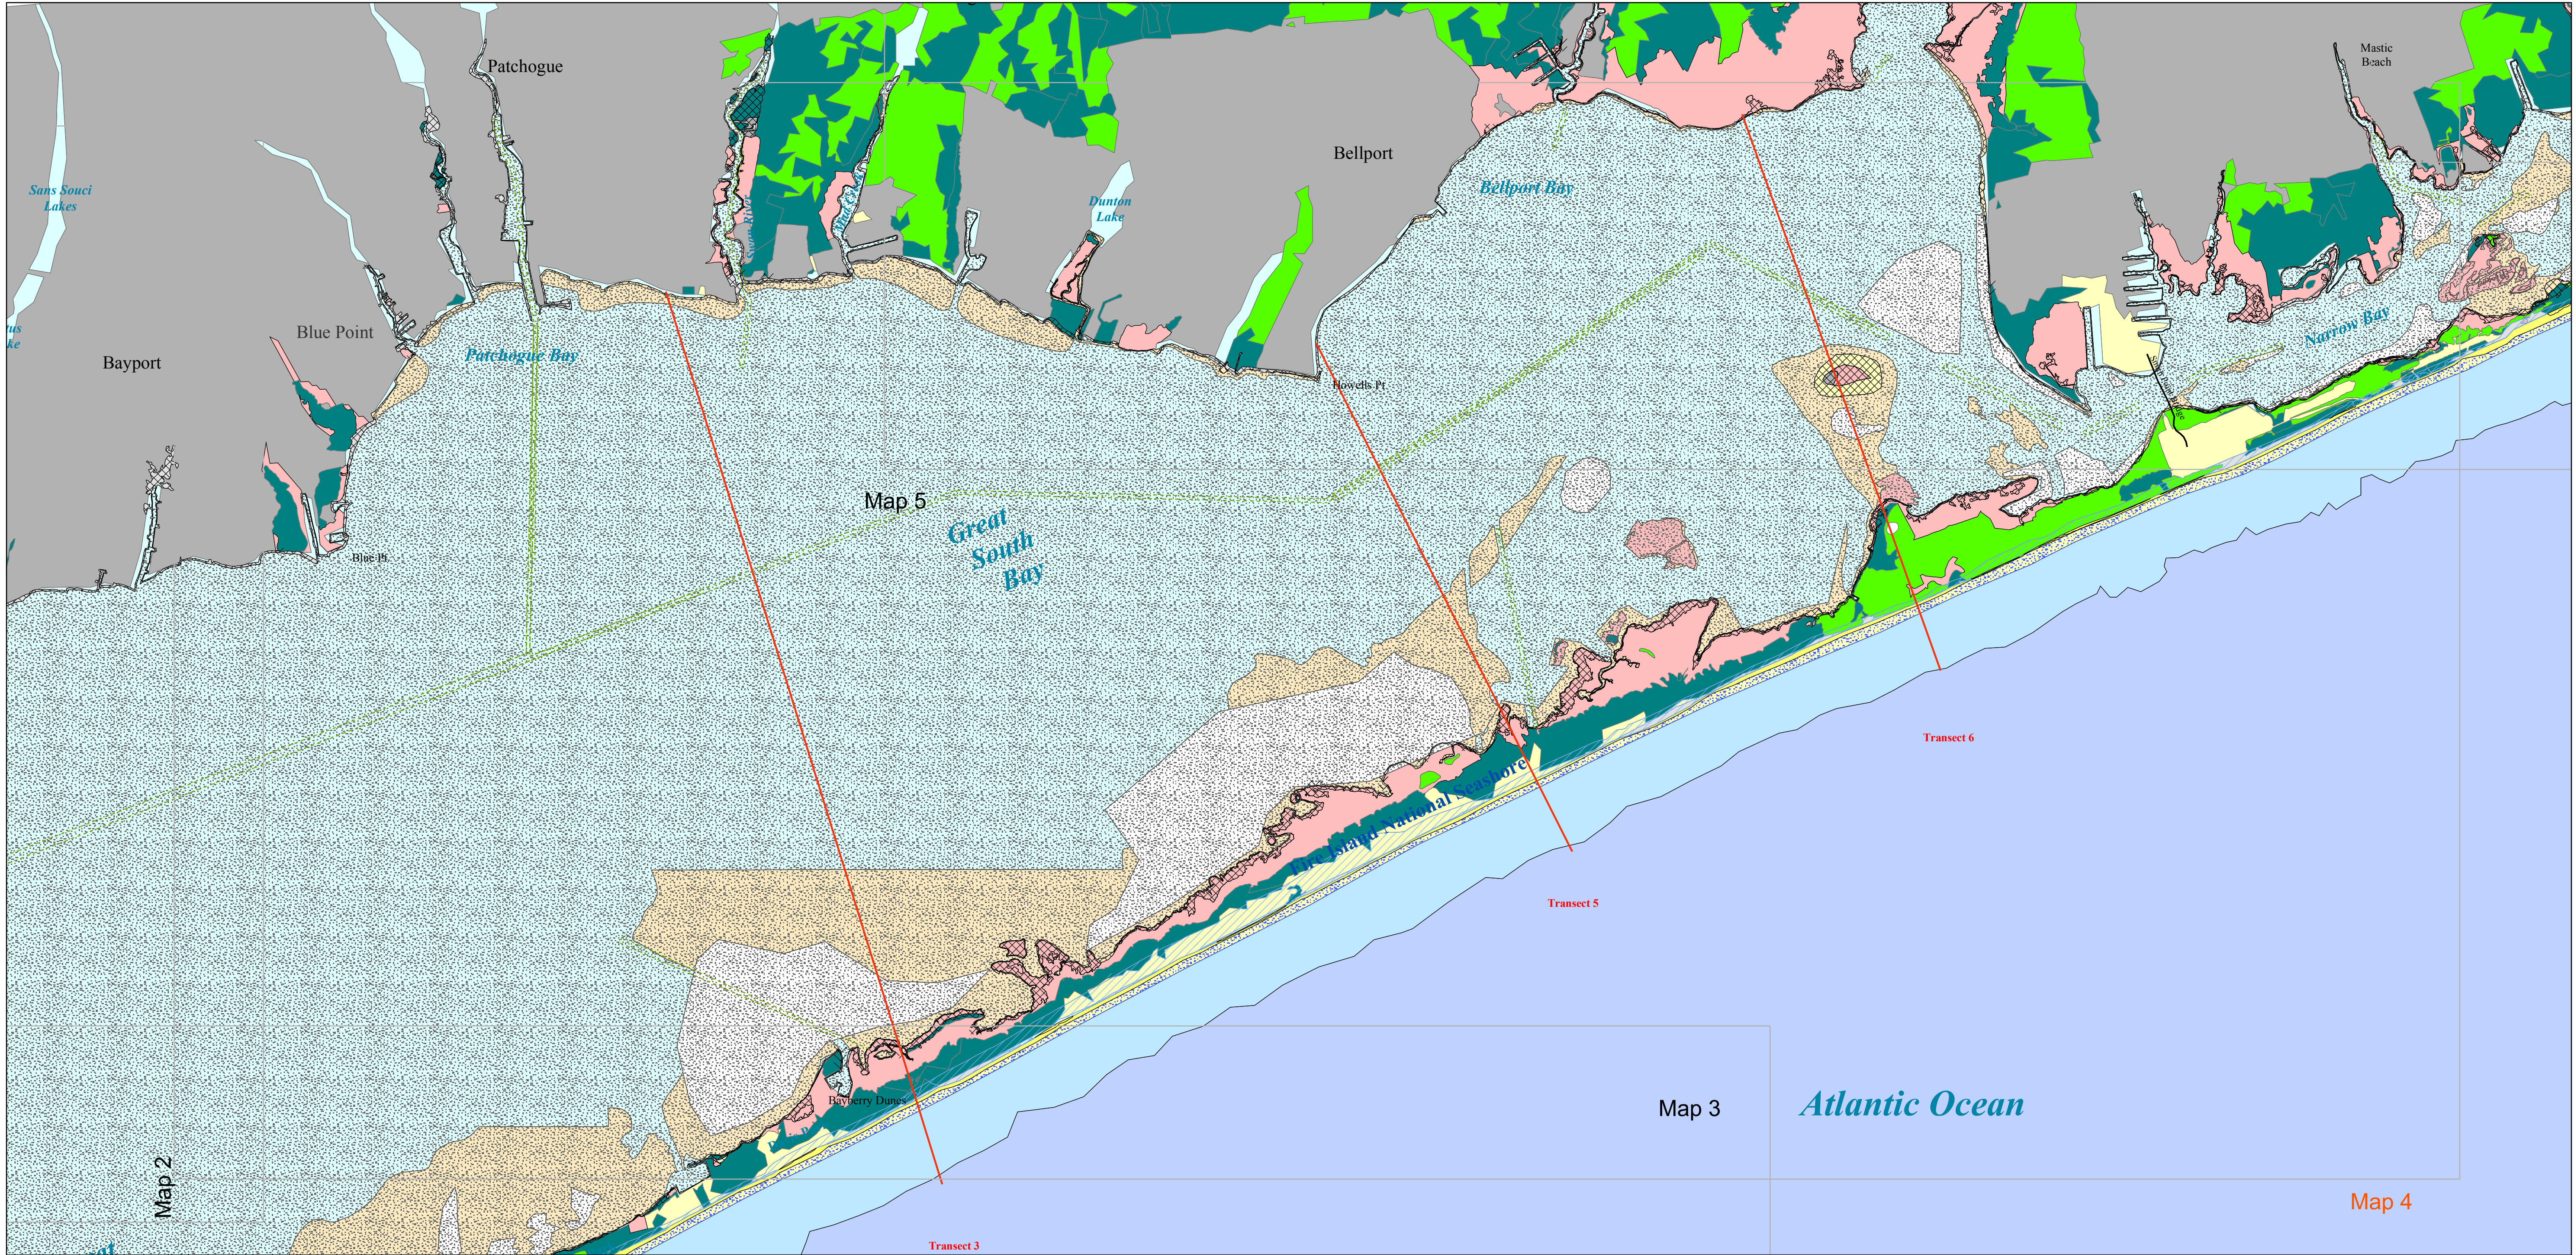 Patchogue
Mastic
Beach
Bellport
Sans Souci
Lakes
Bellport Bay
Dunton
Lake
Swan River
Blue Point
Patchogue Bay
Bayport
Narrow Bay
Howells Pt.
Map 5
Great
South
Bay
Blue Pt.
Transect 6
Fire Island National Seashore
Transect 5
Bayberry Dunes
Map 3
Atlantic Ocean
Map 2
Map 4
Transect 3